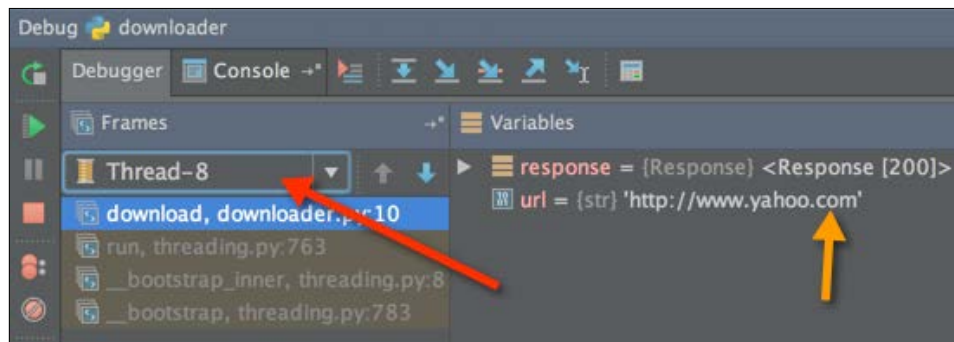 Debug downloader
Debugger Console
Frames
Variables
Thread-8
response = {Response} <Response [200]>
url = {str} 'http://www.yahoo.com'
download, downloader.py:10
run, threading.py:763
__bootstrap_inner, threading.py:8
__bootstrap, threading.py:783